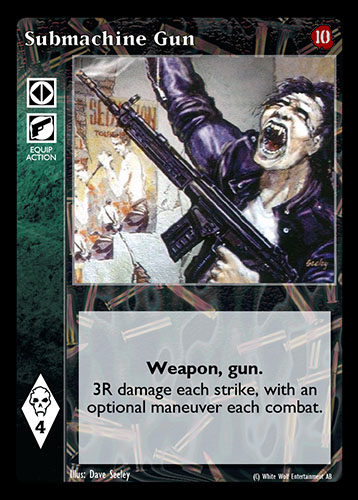 Submachine Gun
10
EQUIP
ACTION
Seeley
Weapon, gun.
3R damage each strike, with an
optional maneuver each combat.
4
Illus: Dave Seeley
(C) White Wolf Entertainment AB